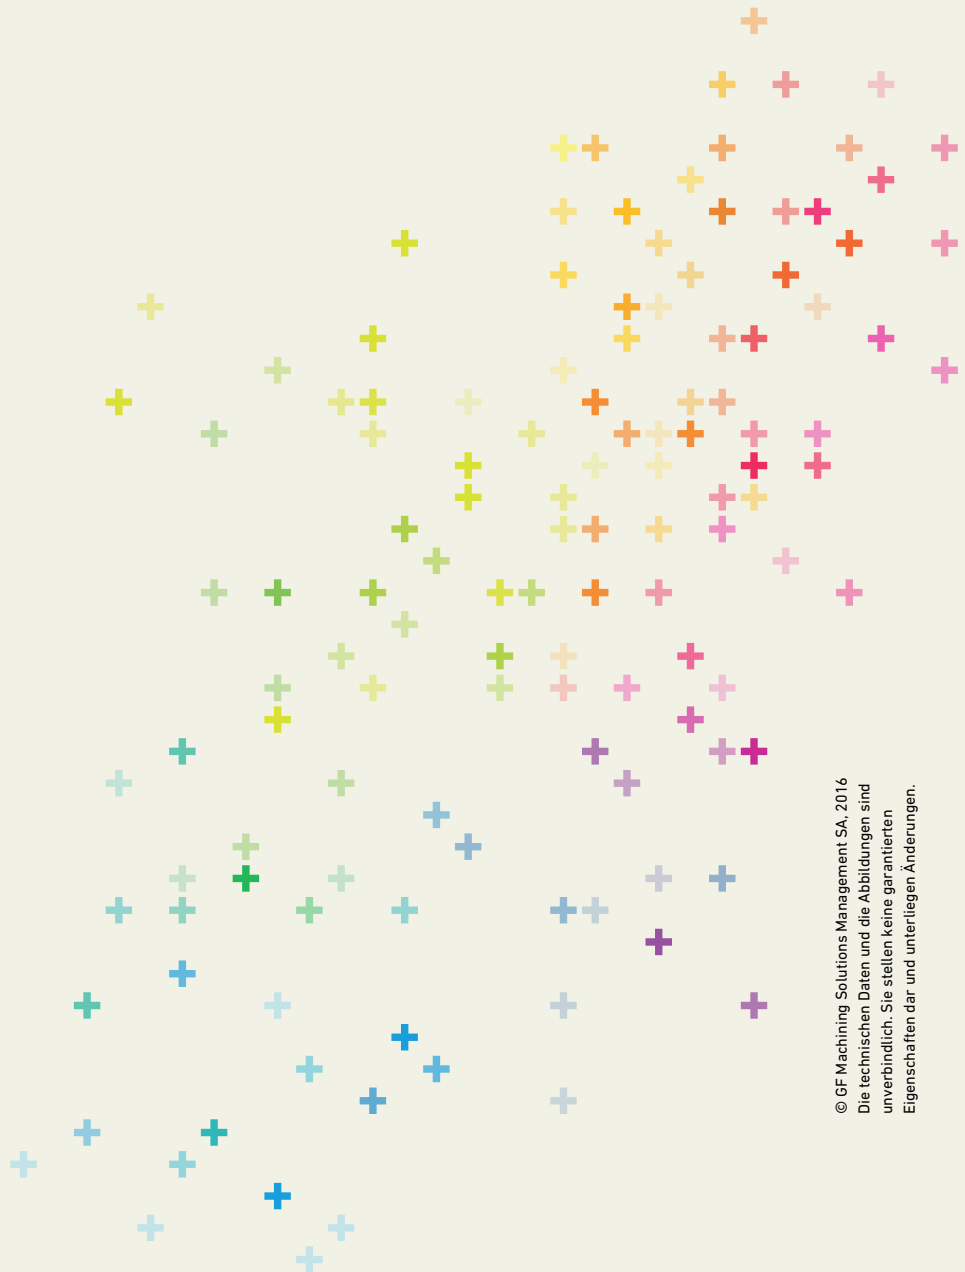 © GF Machining Solutions Management SA, 2016
Die technischen Daten und die Abbildungen sind
unverbindlich. Sie stellen keine garantierten
Eigenschaften dar und unterliegen Änderungen.